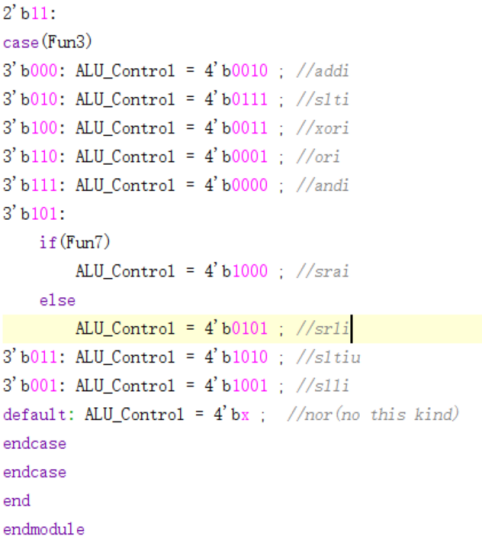 2'b11:
case(Fun3)
3'b000: ALU_Control = 4'b0010 ; //addi
3'b010: ALU_Control = 4'b0111 ; //slti
3'b100: ALU_Control = 4'b0011 ; //xori
3'b110: ALU_Control = 4'b0001 ; //ori
3'b111: ALU_Control = 4'b0000 ; //andi
3'b101:
    if(Fun7)
        ALU_Control = 4'b1000 ; //srai
    else
        ALU_Control = 4'b0101 ; //srli
3'b011: ALU_Control = 4'b1010 ; //sltiu
3'b001: ALU_Control = 4'b1001 ; //slli
default: ALU_Control = 4'bx ;  //nor(no this kind)
endcase
endcase
end
endmodule